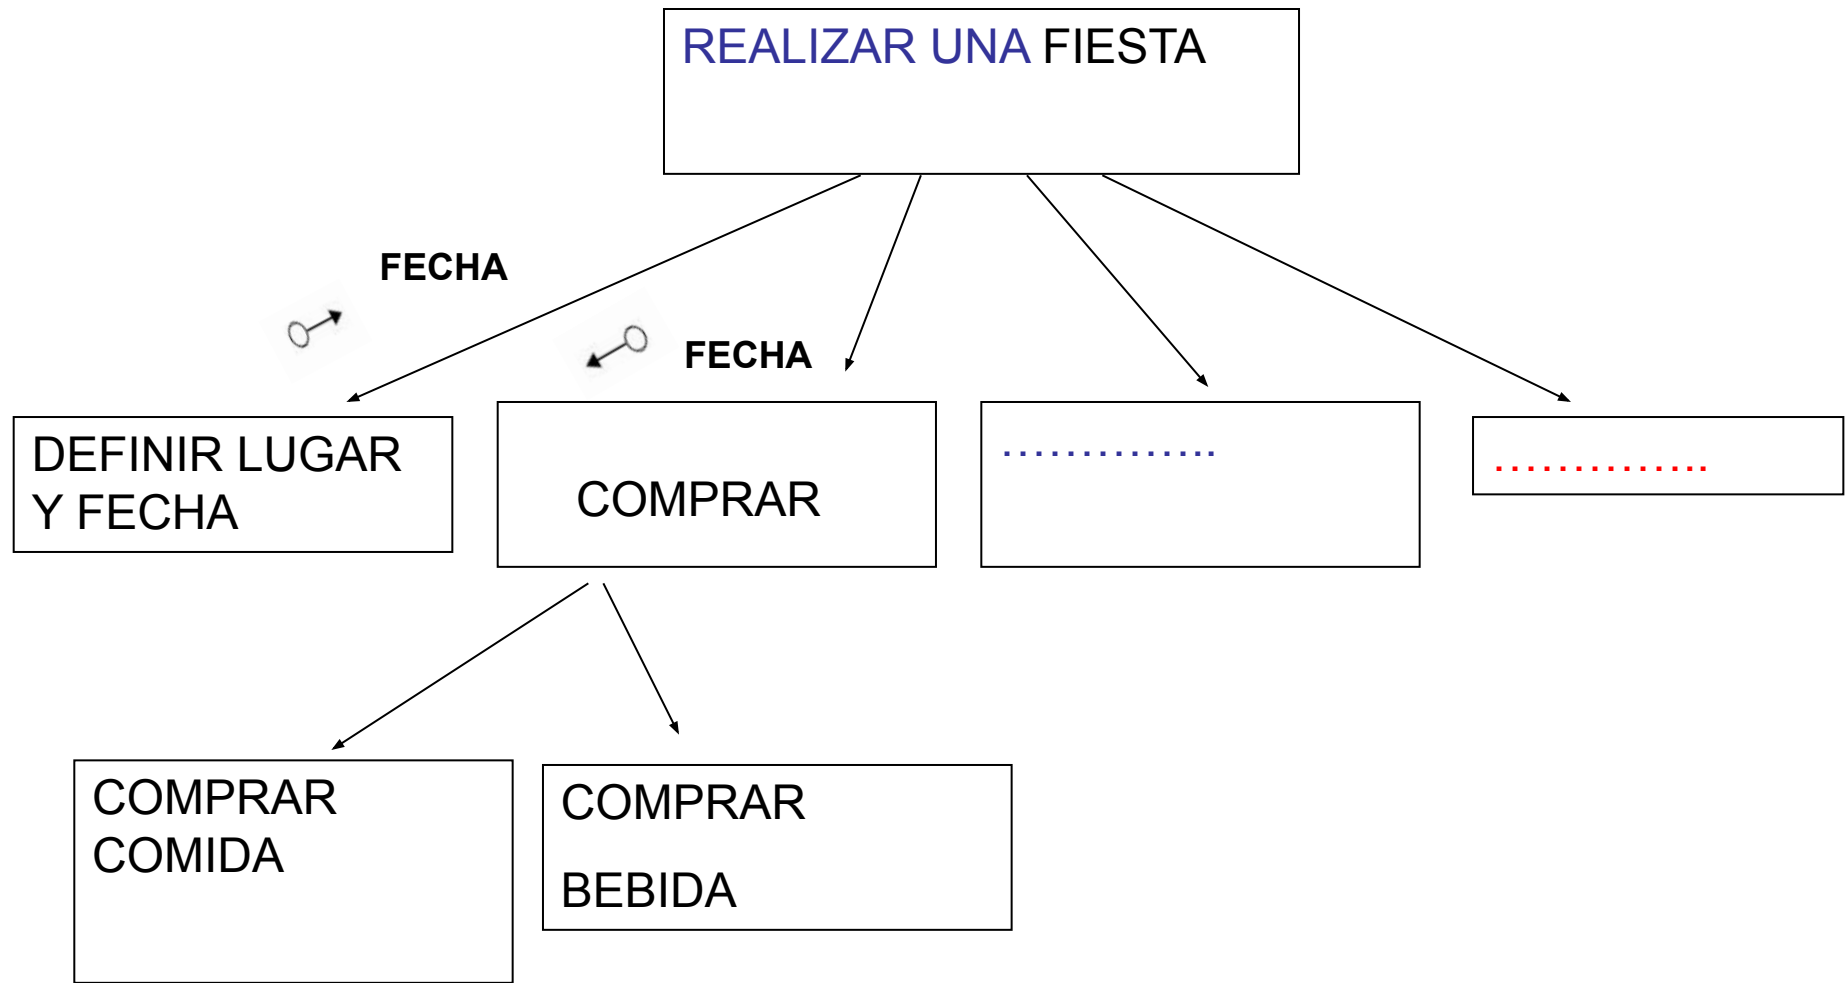 REALIZAR UNA FIESTA
FECHA
FECHA
DEFINIR LUGAR
Y FECHA
COMPRAR
..............
..............
COMPRAR
COMIDA
COMPRAR
BEBIDA